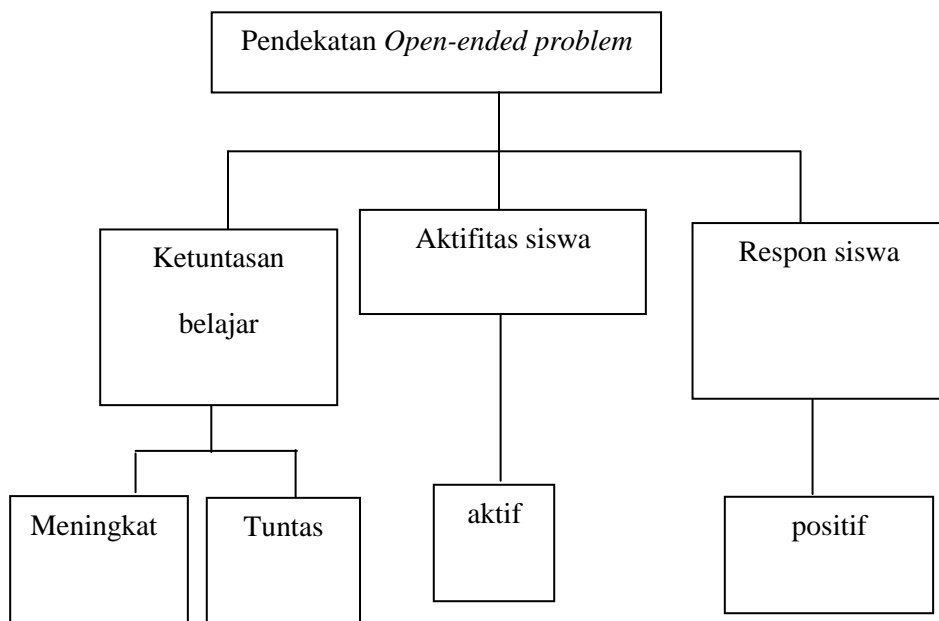 Pendekatan Open-ended problem
Ketuntasan
belajar
Aktifitas siswa
Respon siswa
Meningkat
Tuntas
aktif
positif